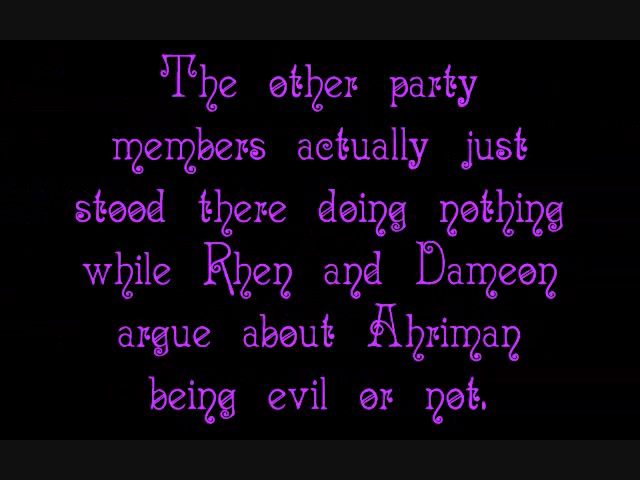 The other party
members actually just
stood there doing nothing
while Rhen and Dameon
argue about Ahriman
being evil or not.